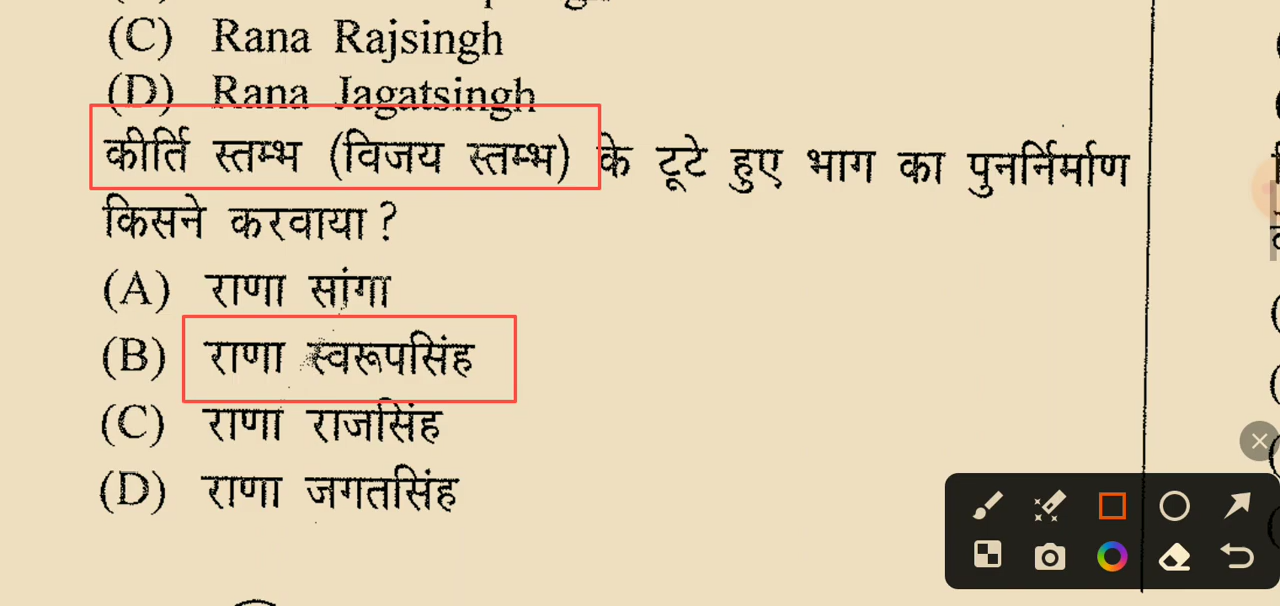 (C) Rana Rajsingh
(D) Rana Jagatsingh
कीर्ति स्तम्भ (विजय स्तम्भ) के टूटे हुए भाग का पुनर्निर्माण
किसने करवाया ?
(A) राणा सांगा
(B) राणा स्वरूपसिंह
(C) राणा राजसिंह
(D) राणा जगतसिंह